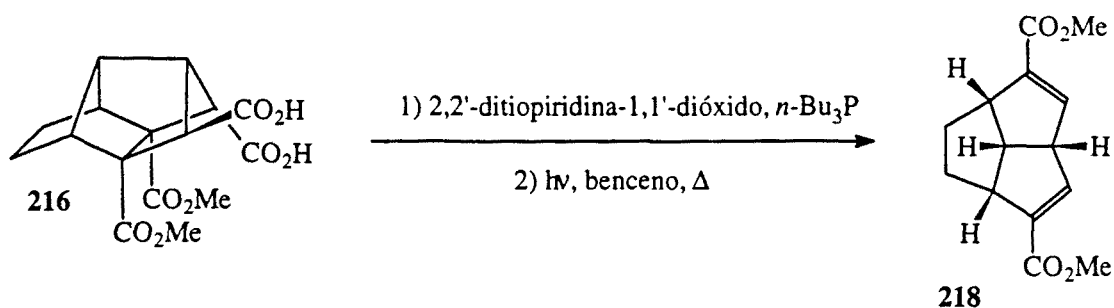 CO₂H
CO₂H
216
CO₂Me
CO₂Me
1) 2,2'-ditiopiridina-1,1'-dióxido, n-Bu₃P
2) hν, benceno, Δ
CO₂Me
H
H
H
H
CO₂Me
218